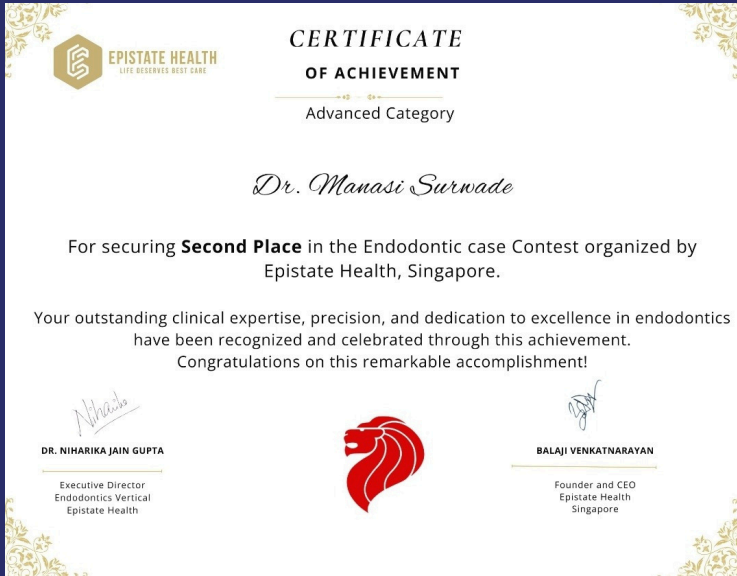 EPISTATE HEALTH
LIFE DESERVES BEST CARE
CERTIFICATE
OF ACHIEVEMENT
Advanced Category
Dr. Manasi Surwade
For securing Second Place in the Endodontic case Contest organized by
Epistate Health, Singapore.
Your outstanding clinical expertise, precision, and dedication to excellence in endodontics
have been recognized and celebrated through this achievement.
Congratulations on this remarkable accomplishment!
Niharika
DR. NIHARIKA JAIN GUPTA
Executive Director
Endodontics Vertical
Epistate Health
BALAJI VENKATNARAYAN
Founder and CEO
Epistate Health
Singapore